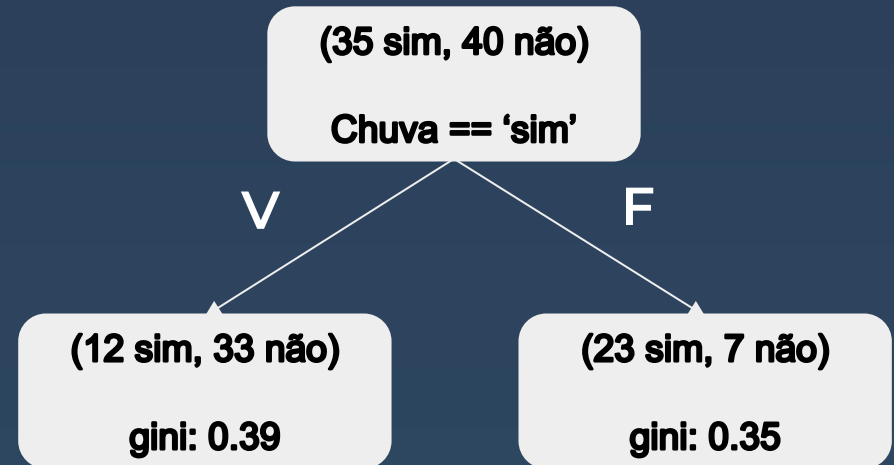 (35 sim, 40 não)
Chuva == ‘sim’
V
F
(12 sim, 33 não)
gini: 0.39
(23 sim, 7 não)
gini: 0.35